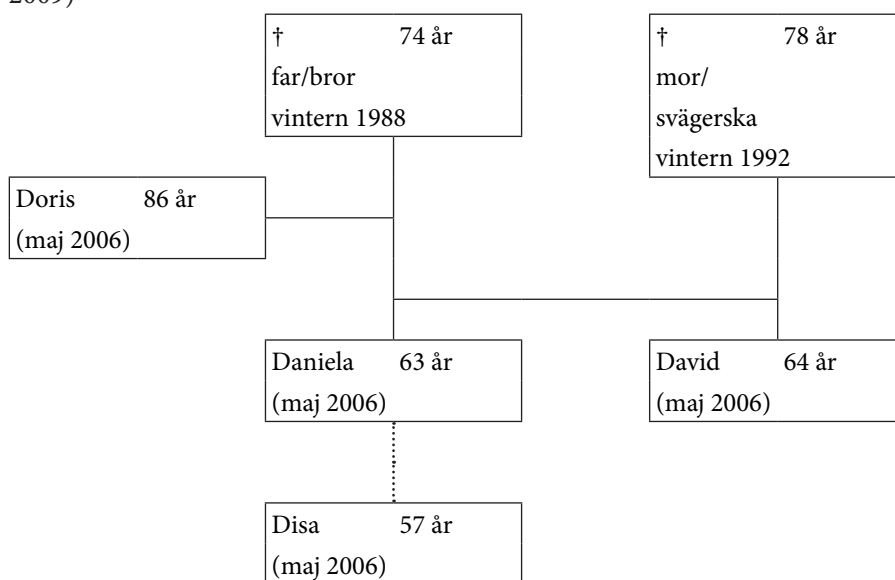 2009)
† 74 år
far/bror
vintern 1988
† 78 år
mor/
svägerska
vintern 1992
Doris 86 år
(maj 2006)
Daniela 63 år
(maj 2006)
David 64 år
(maj 2006)
Disa 57 år
(maj 2006)